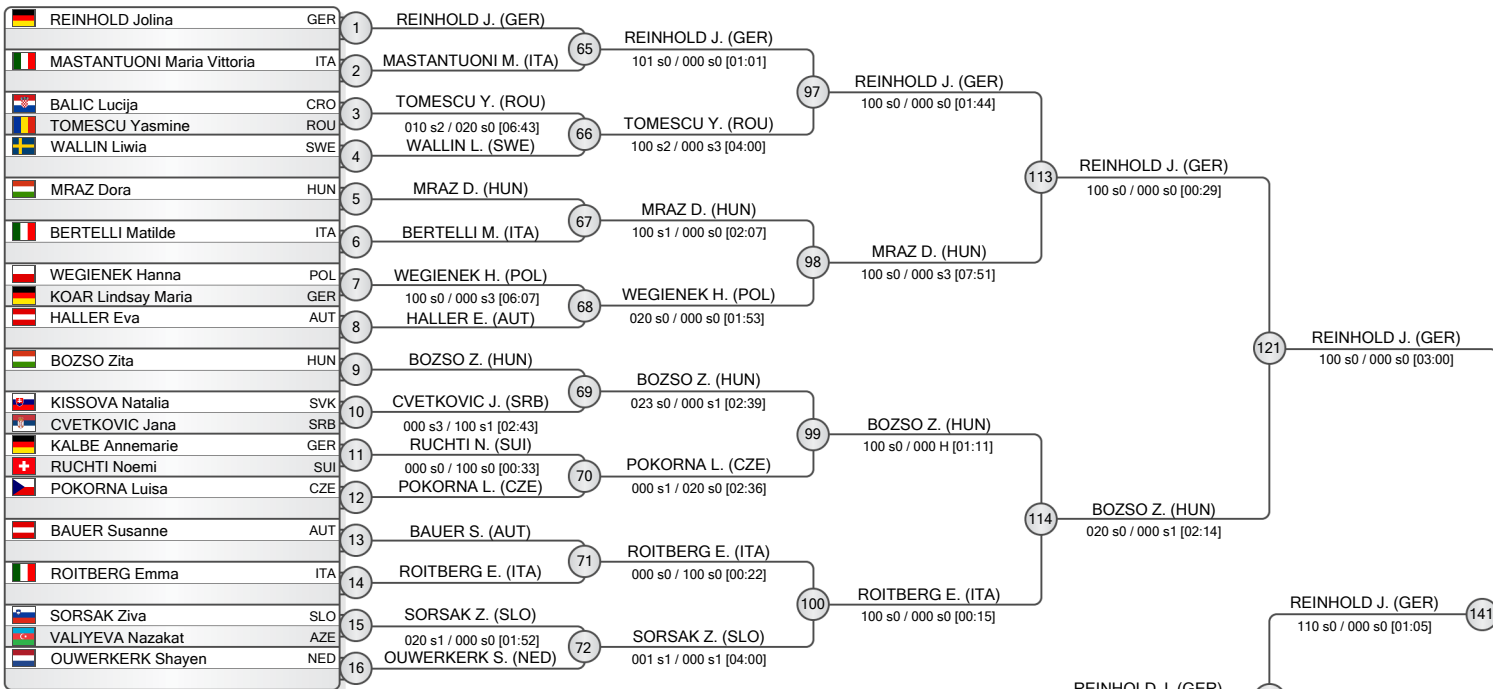 REINHOLD Jolina GER
MASTANTUONI Maria Vittoria ITA
BALIC Lucija CRO
TOMESCU Yasmine ROU
WALLIN Liwia SWE
MRAZ Dora HUN
BERTELLI Matilde ITA
WEGIENEK Hanna POL
KOAR Lindsay Maria GER
HALLER Eva AUT
BOZSO Zita HUN
KISSOVA Natalia SVK
CVETKOVIC Jana SRB
KALBE Annemarie GER
RUCHTI Noemi SUI
POKORNA Luisa CZE
BAUER Susanne AUT
ROITBERG Emma ITA
SORSAK Ziva SLO
VALIYEVA Nazakat AZE
OUWERKERK Shayen NED
1
2
3
4
5
6
7
8
9
10
11
12
13
14
15
16
REINHOLD J. (GER)
MASTANTUONI M. (ITA)
TOMESCU Y. (ROU)
010 s2 / 020 s0 [06:43]
WALLIN L. (SWE)
MRAZ D. (HUN)
BERTELLI M. (ITA)
WEGIENEK H. (POL)
100 s0 / 000 s3 [06:07]
HALLER E. (AUT)
BOZSO Z. (HUN)
CVETKOVIC J. (SRB)
000 s3 / 100 s1 [02:43]
RUCHTI N. (SUI)
000 s0 / 100 s0 [00:33]
POKORNA L. (CZE)
BAUER S. (AUT)
ROITBERG E. (ITA)
SORSAK Z. (SLO)
020 s1 / 000 s0 [01:52]
OUWERKERK S. (NED)
65
66
67
68
69
70
71
72
REINHOLD J. (GER)
101 s0 / 000 s0 [01:01]
TOMESCU Y. (ROU)
100 s2 / 000 s3 [04:00]
MRAZ D. (HUN)
100 s1 / 000 s0 [02:07]
WEGIENEK H. (POL)
020 s0 / 000 s0 [01:53]
BOZSO Z. (HUN)
023 s0 / 000 s1 [02:39]
POKORNA L. (CZE)
000 s1 / 020 s0 [02:36]
ROITBERG E. (ITA)
000 s0 / 100 s0 [00:22]
SORSAK Z. (SLO)
001 s1 / 000 s1 [04:00]
97
98
99
100
REINHOLD J. (GER)
100 s0 / 000 s0 [01:44]
MRAZ D. (HUN)
100 s0 / 000 s3 [07:51]
BOZSO Z. (HUN)
100 s0 / 000 H [01:11]
ROITBERG E. (ITA)
100 s0 / 000 s0 [00:15]
113
114
REINHOLD J. (GER)
100 s0 / 000 s0 [00:29]
BOZSO Z. (HUN)
020 s0 / 000 s1 [02:14]
REINHOLD J. (GER)
121
REINHOLD J. (GER)
100 s0 / 000 s0 [03:00]
REINHOLD J. (GER)
110 s0 / 000 s0 [01:05]
141